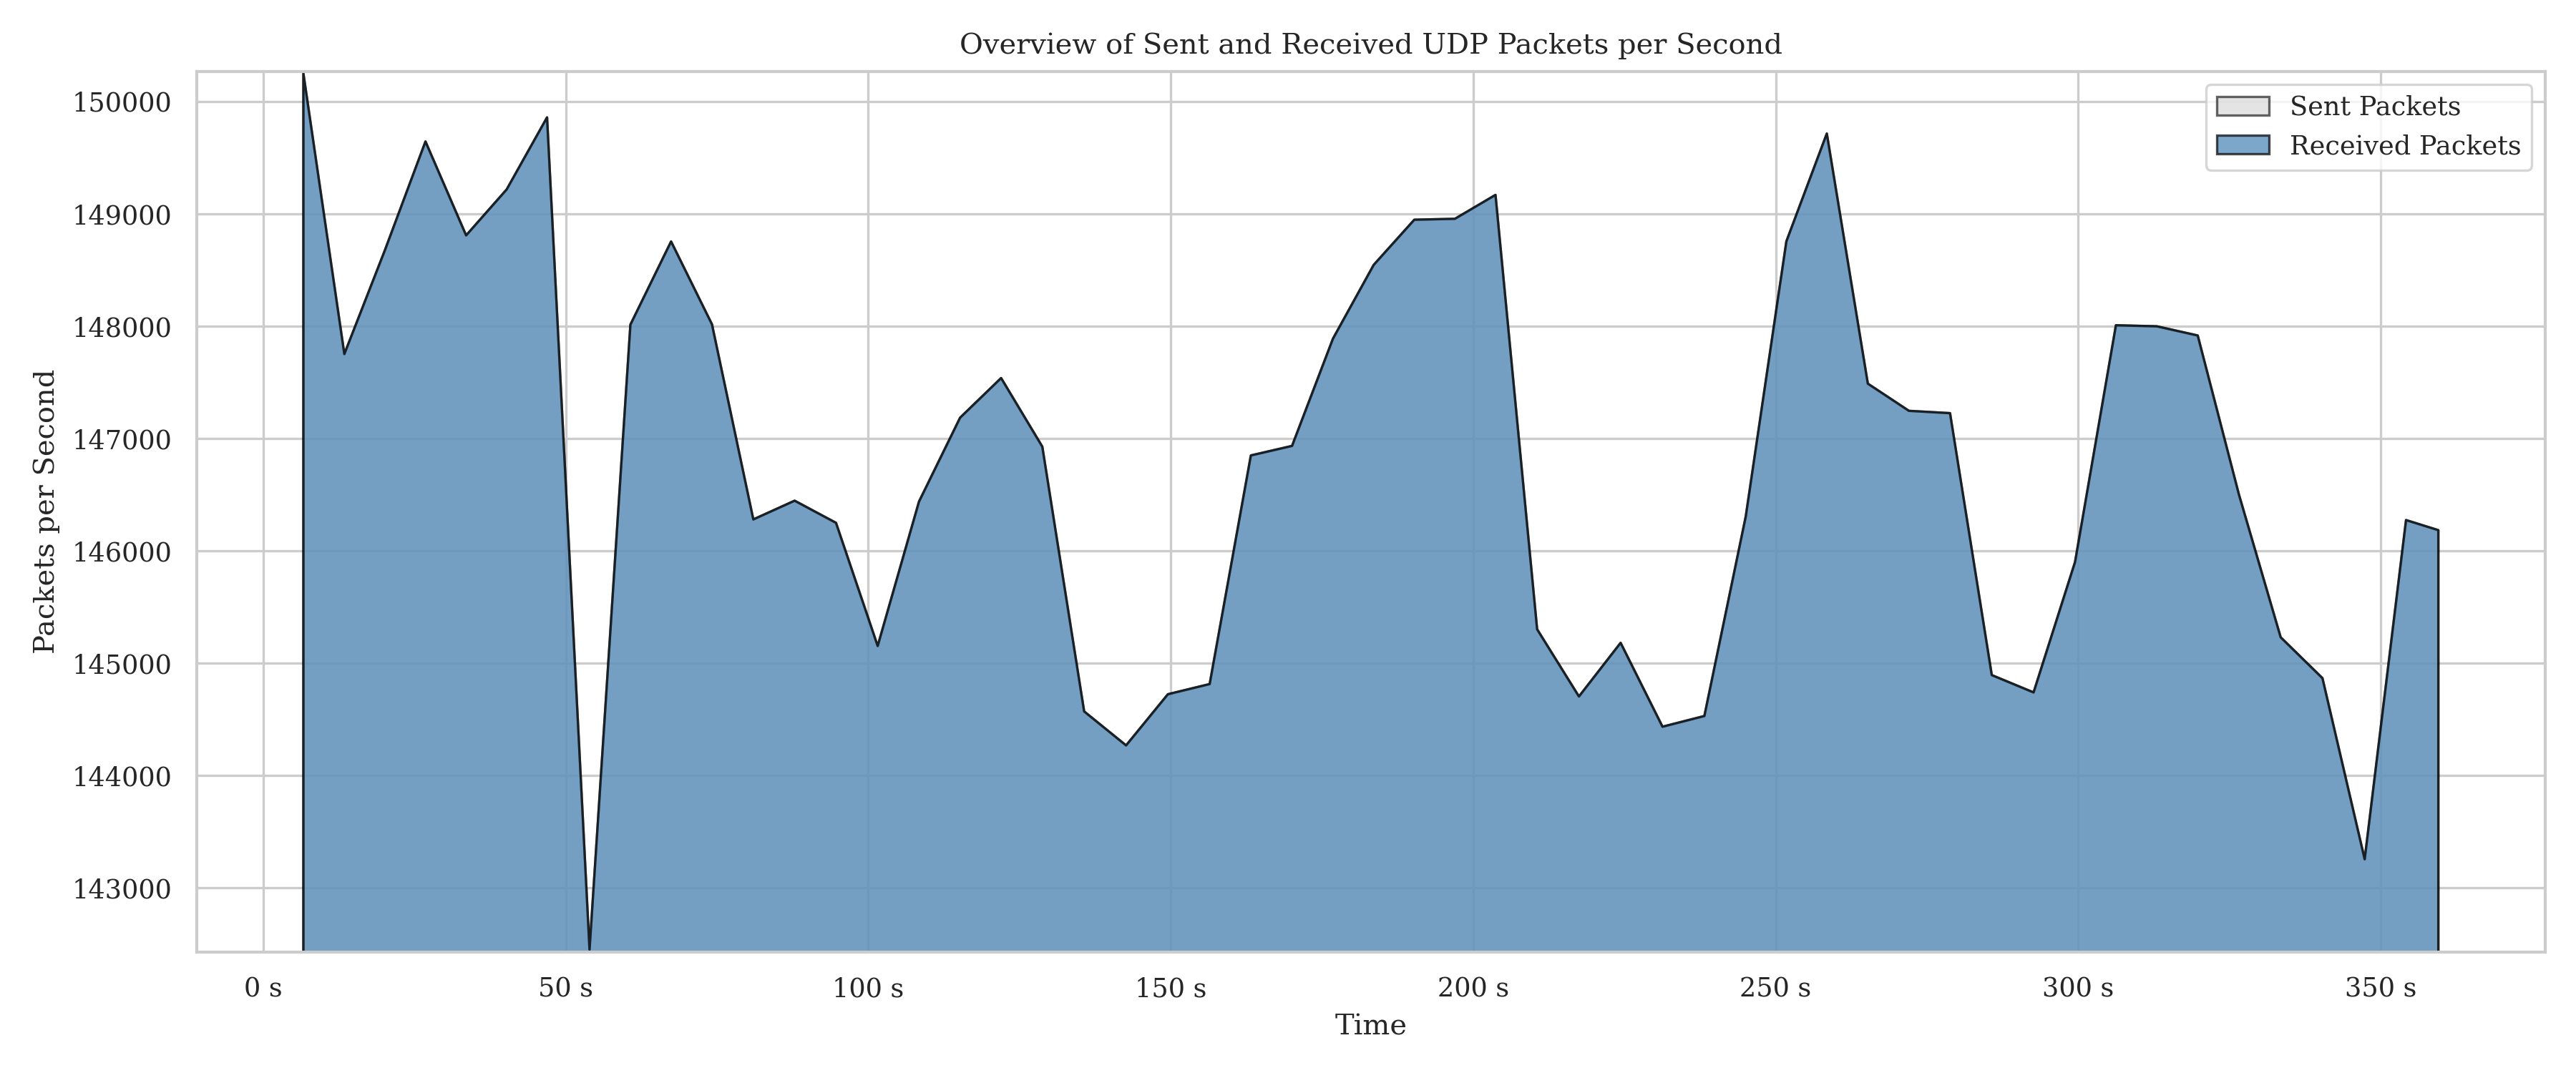 Overview of Sent and Received UDP Packets per Second
Sent Packets
Received Packets
Packets per Second
150000
149000
148000
147000
146000
145000
144000
143000
0 s
50 s
100 s
150 s
200 s
250 s
300 s
350 s
Time